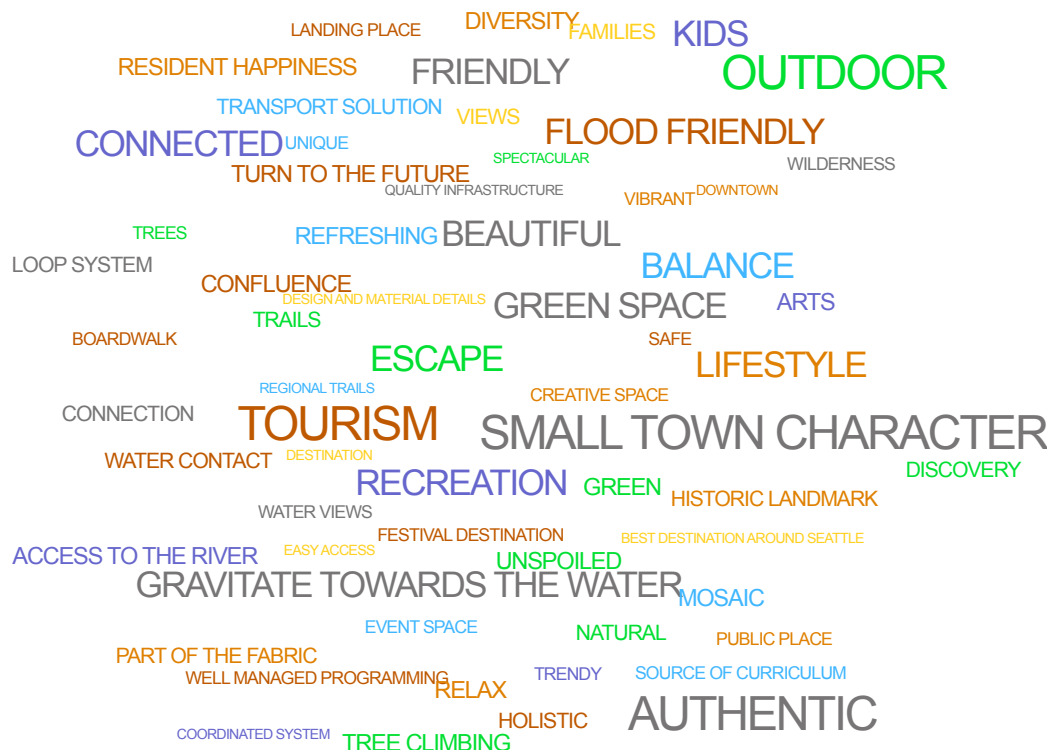 DIVERSITY
LANDING PLACE
FAMILIES
KIDS
RESIDENT HAPPINESS
FRIENDLY
OUTDOOR
TRANSPORT SOLUTION
VIEWS
FLOOD FRIENDLY
CONNECTED
UNIQUE
SPECTACULAR
WILDERNESS
TURN TO THE FUTURE
QUALITY INFRASTRUCTURE
VIBRANT
DOWNTOWN
TREES
REFRESHING
BEAUTIFUL
LOOP SYSTEM
BALANCE
CONFLUENCE
DESIGN AND MATERIAL DETAILS
GREEN SPACE
ARTS
TRAILS
BOARDWALK
SAFE
ESCAPE
LIFESTYLE
REGIONAL TRAILS
CREATIVE SPACE
CONNECTION
TOURISM
SMALL TOWN CHARACTER
WATER CONTACT
DESTINATION
DISCOVERY
RECREATION
GREEN
HISTORIC LANDMARK
WATER VIEWS
FESTIVAL DESTINATION
BEST DESTINATION AROUND SEATTLE
ACCESS TO THE RIVER
EASY ACCESS
UNSPOILED
GRAVITATE TOWARDS THE WATER
MOSAIC
EVENT SPACE
NATURAL
PUBLIC PLACE
PART OF THE FABRIC
WELL MANAGED PROGRAMMING
TRENDY
SOURCE OF CURRICULUM
RELAX
HOLISTIC
AUTHENTIC
COORDINATED SYSTEM
TREE CLIMBING